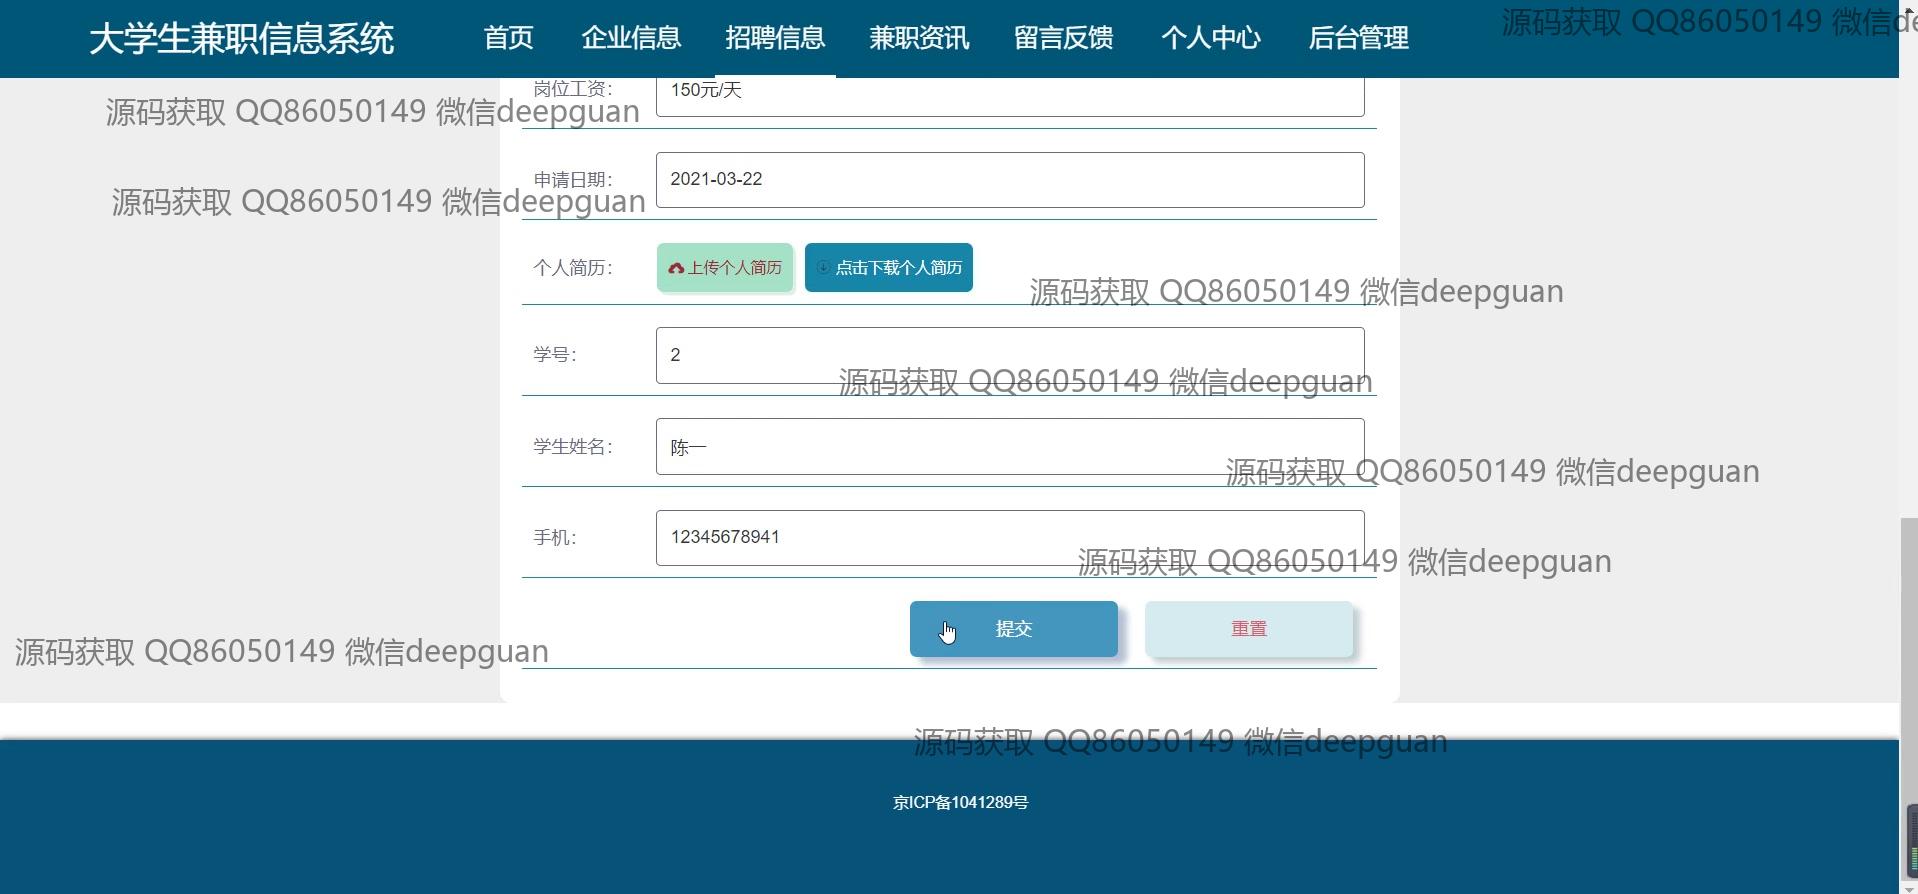 大学生兼职信息系统 首页 企业信息 招聘信息 兼职资讯 留言反馈 个人中心 后台管理
源码获取 QQ86050149 微信de
岗位工资： 150元/天
源码获取 QQ86050149 微信deepguan
申请日期： 2021-03-22
源码获取 QQ86050149 微信deepguan
个人简历： 上传个人简历 点击下载个人简历
源码获取 QQ86050149 微信deepguan
学号： 2
源码获取 QQ86050149 微信deepguan
学生姓名： 陈一
源码获取 QQ86050149 微信deepguan
手机： 12345678941
源码获取 QQ86050149 微信deepguan
提交 重置
源码获取 QQ86050149 微信deepguan
源码获取 QQ86050149 微信deepguan
京ICP备1041289号